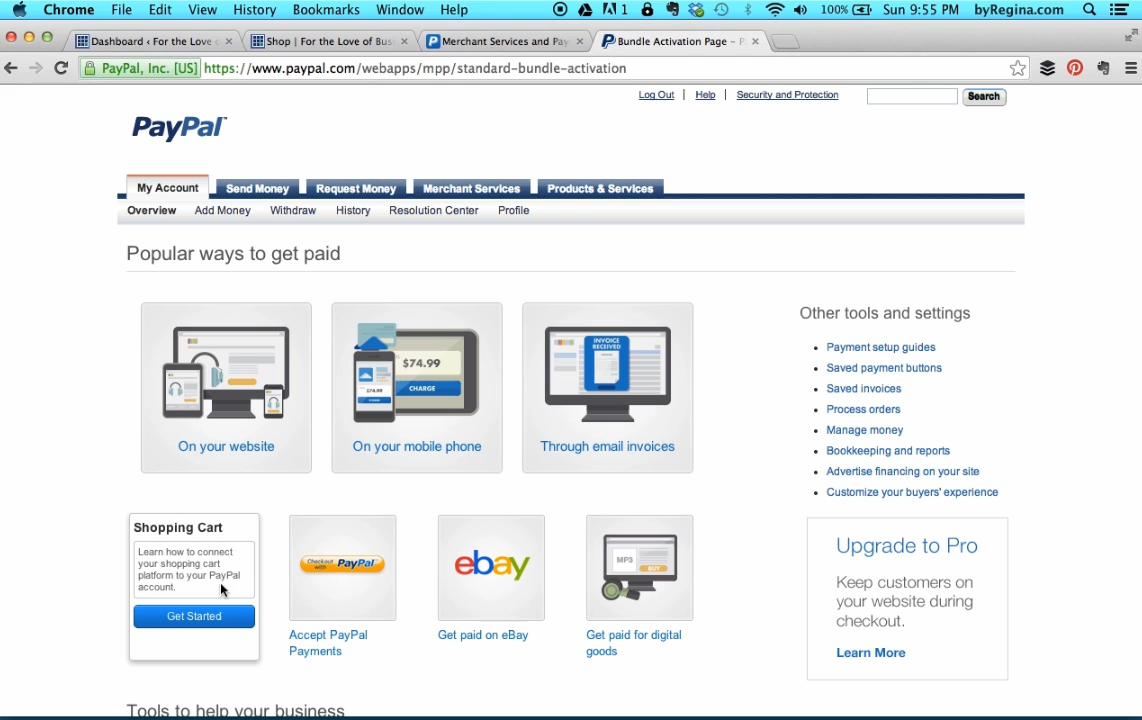 Chrome File Edit View History Bookmarks Window Help 1 100% Sun 9:55 PM byRegina.com
Dashboard ‹ For the Love o Shop | For the Love of Bus Merchant Services and Pay Bundle Activation Page – P
PayPal, Inc. [US] https://www.paypal.com/webapps/mpp/standard-bundle-activation
Log Out | Help | Security and Protection Search
PayPal™
My Account Send Money Request Money Merchant Services Products & Services
Overview Add Money Withdraw History Resolution Center Profile
Popular ways to get paid
$74.99
CHARGE
$74.99
INVOICE
RECEIVED
On your website
On your mobile phone
Through email invoices
Other tools and settings
Payment setup guides
Saved payment buttons
Saved invoices
Process orders
Manage money
Bookkeeping and reports
Advertise financing on your site
Customize your buyers' experience
Shopping Cart
Learn how to connect
your shopping cart
platform to your PayPal
account.
Get Started
Checkout
with PayPal
Accept PayPal
Payments
ebay
Get paid on eBay
MP3
BUY
Get paid for digital
goods
Upgrade to Pro
Keep customers on
your website during
checkout.
Learn More
Tools to help your business